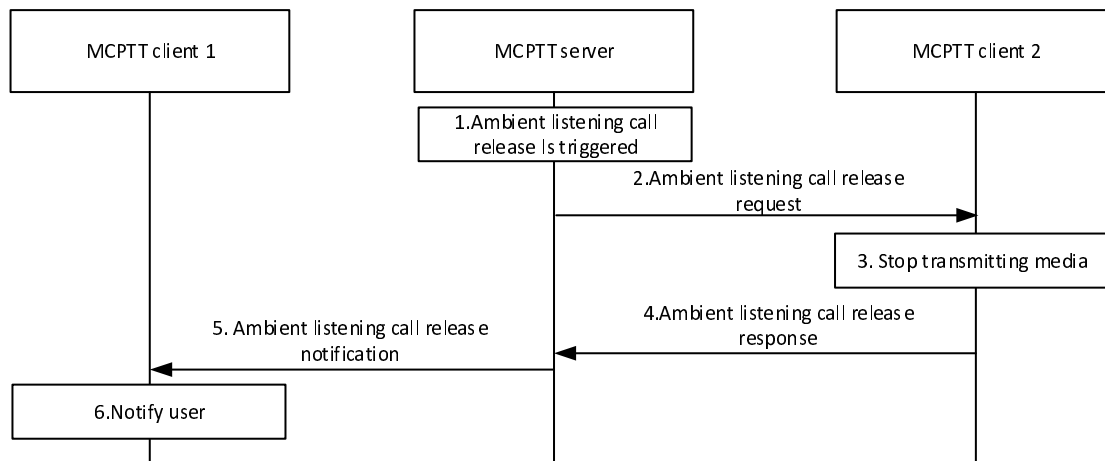 MCPTT client 1
MCPTT server
MCPTT client 2
1.Ambient listening call
release Is triggered
2.Ambient listening call release
request
3. Stop transmitting media
4.Ambient listening call release
response
5. Ambient listening call release
notification
6.Notify user